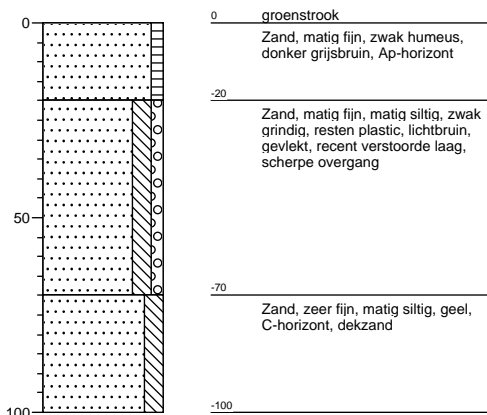 0
50
100
0
groenstrook
Zand, matig fijn, zwak humeus,
donker grijsbruin, Ap-horizont
-20
Zand, matig fijn, matig siltig, zwak
grindig, resten plastic, lichtbruin,
gevlekt, recent verstoorde laag,
scherpe overgang
-70
Zand, zeer fijn, matig siltig, geel,
C-horizont, dekzand
-100